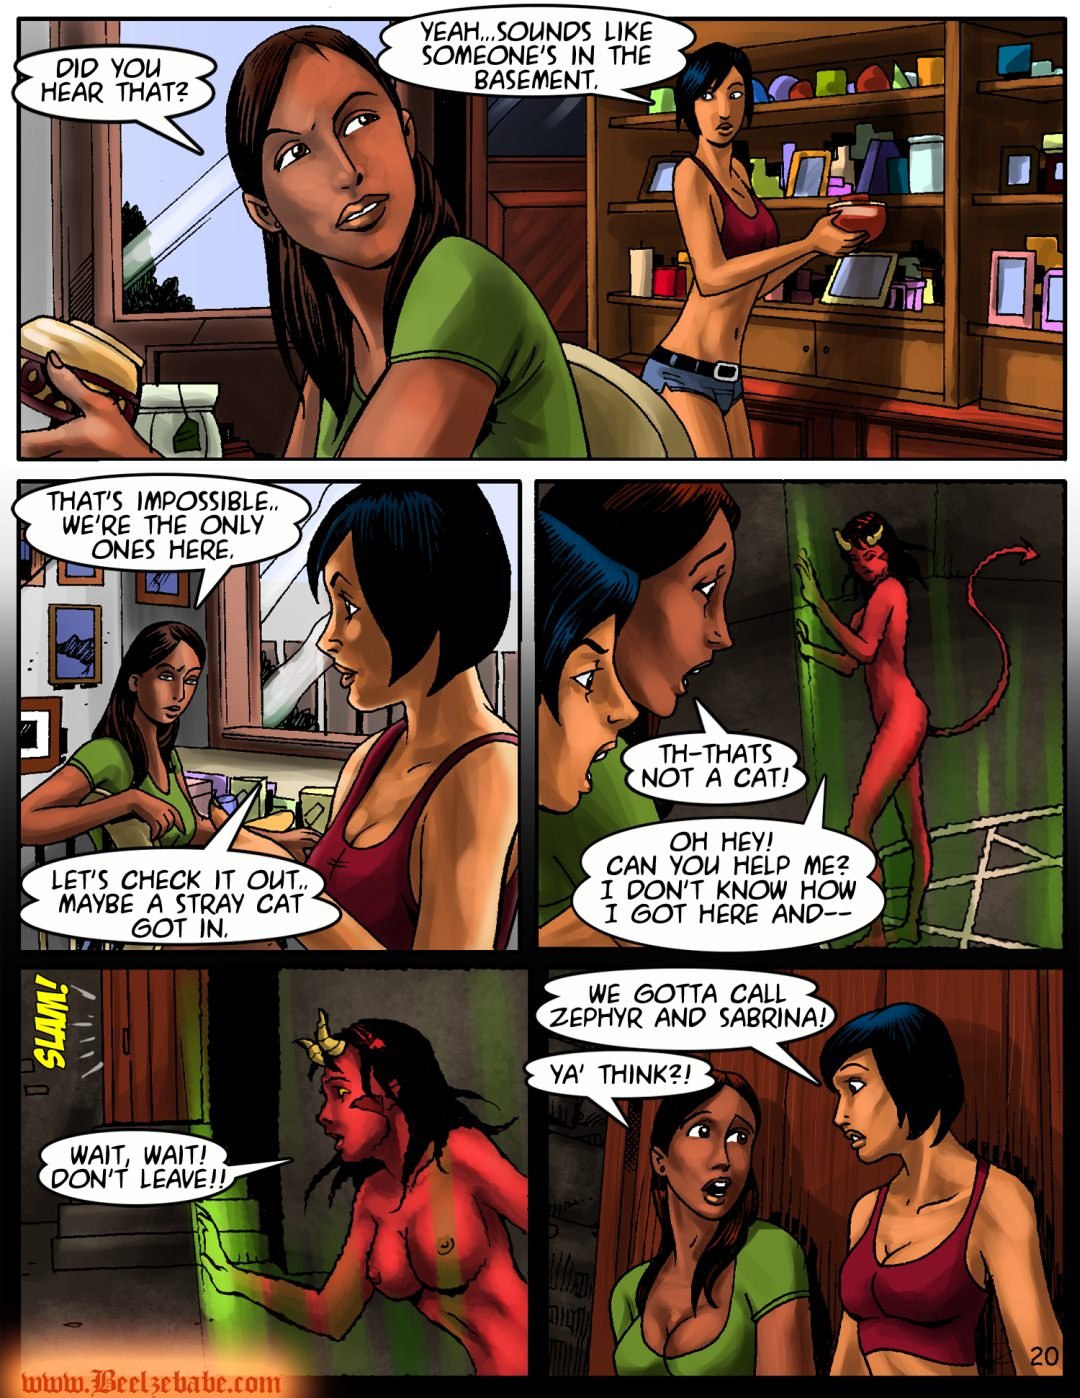 DID YOU
HEAR THAT?
YEAH...SOUNDS LIKE
SOMEONE'S IN THE
BASEMENT.
THAT'S IMPOSSIBLE..
WE'RE THE ONLY
ONES HERE.
LET'S CHECK IT OUT..
MAYBE A STRAY CAT
GOT IN.
TH-THATS
NOT A CAT!
OH HEY!
CAN YOU HELP ME?
I DON'T KNOW HOW
I GOT HERE AND--
SLAM!
WAIT, WAIT!
DON'T LEAVE!!
WE GOTTA CALL
ZEPHYR AND SABRINA!
YA' THINK?!
www.Beelzebabe.com
20